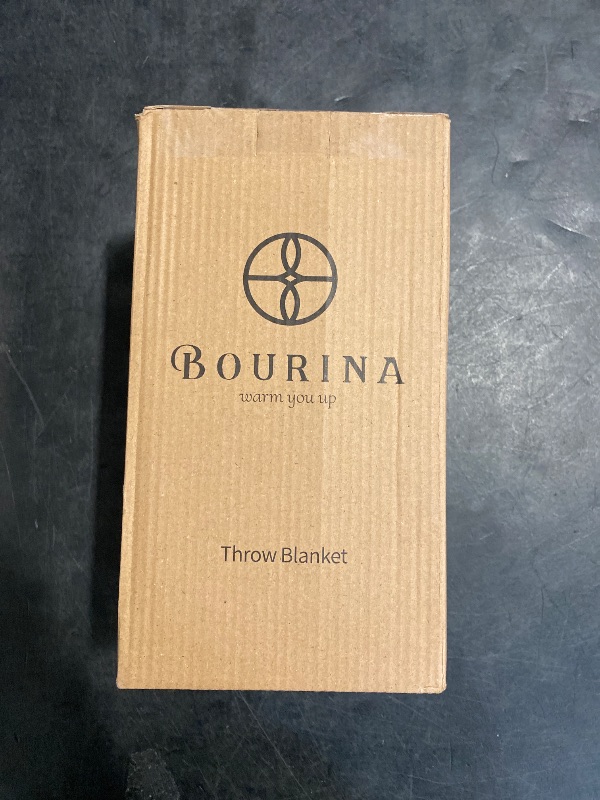 BOURINA
warm you up
Throw Blanket